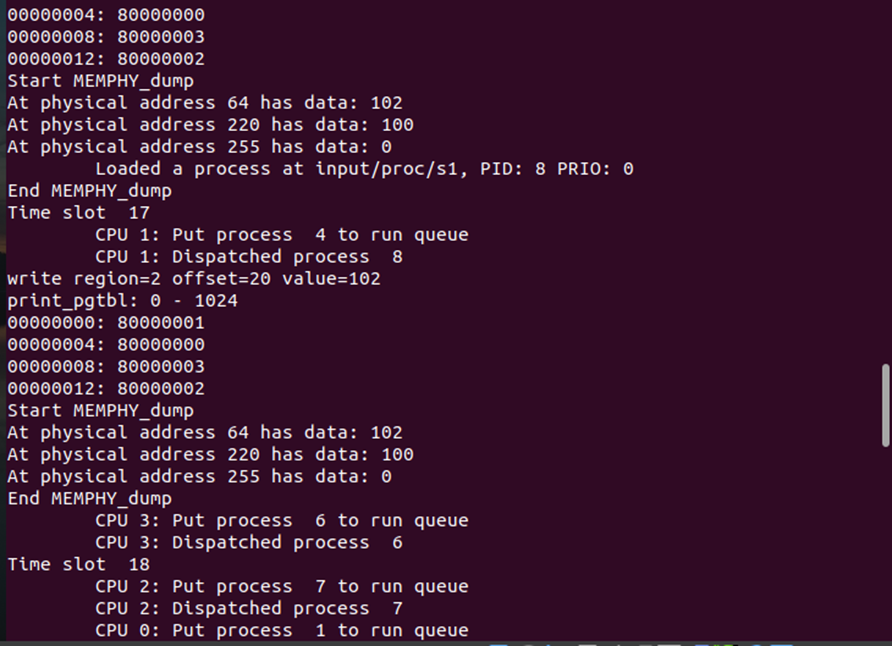 00000004: 80000000
00000008: 80000003
00000012: 80000002
Start MEMPHY_dump
At physical address 64 has data: 102
At physical address 220 has data: 100
At physical address 255 has data: 0
        Loaded a process at input/proc/s1, PID: 8 PRIO: 0
End MEMPHY_dump
Time slot  17
        CPU 1: Put process  4 to run queue
        CPU 1: Dispatched process  8
write region=2 offset=20 value=102
print_pgtbl: 0 - 1024
00000000: 80000001
00000004: 80000000
00000008: 80000003
00000012: 80000002
Start MEMPHY_dump
At physical address 64 has data: 102
At physical address 220 has data: 100
At physical address 255 has data: 0
End MEMPHY_dump
        CPU 3: Put process  6 to run queue
        CPU 3: Dispatched process  6
Time slot  18
        CPU 2: Put process  7 to run queue
        CPU 2: Dispatched process  7
        CPU 0: Put process  1 to run queue